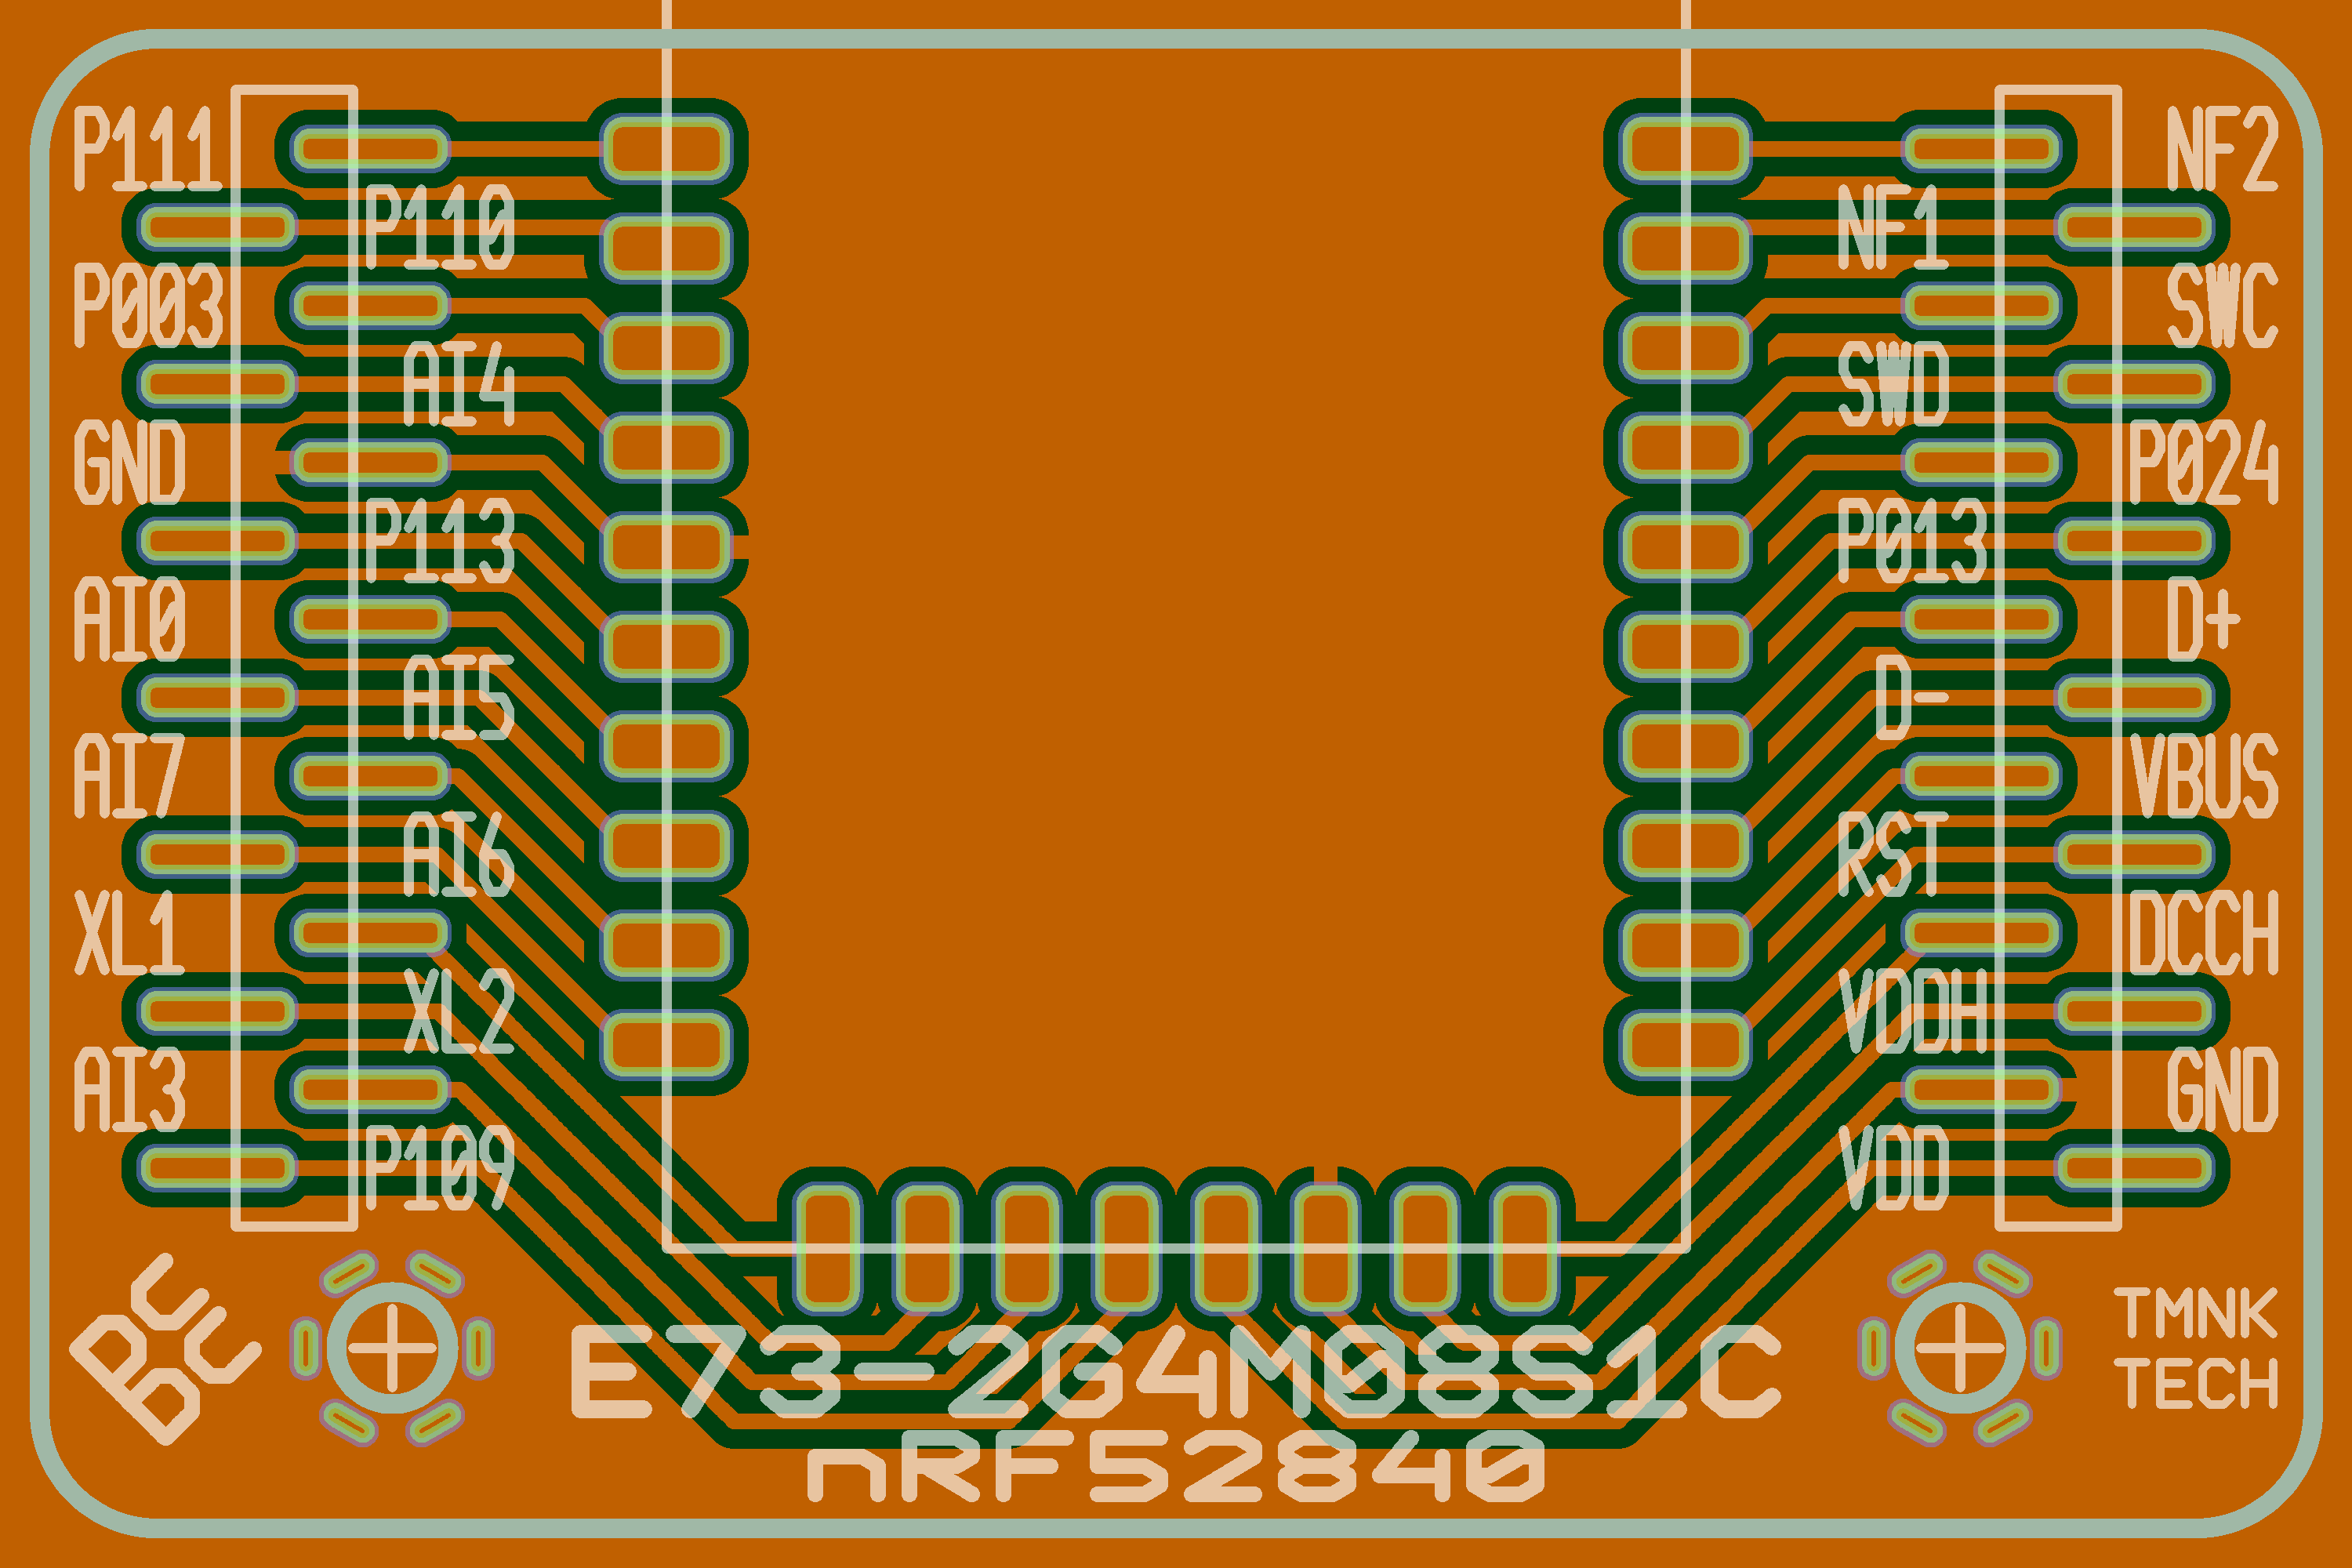 P111
P110
P003
AI4
GND
P113
AI0
AI5
AI7
AI6
XL1
XL2
AI3
P109
NF2
NF1
SWC
SWD
P024
P013
D+
D-
VBUS
RST
DCCH
VDDH
GND
VDD
E73-2G4M08S1C
nRF52840
TMNK
TECH